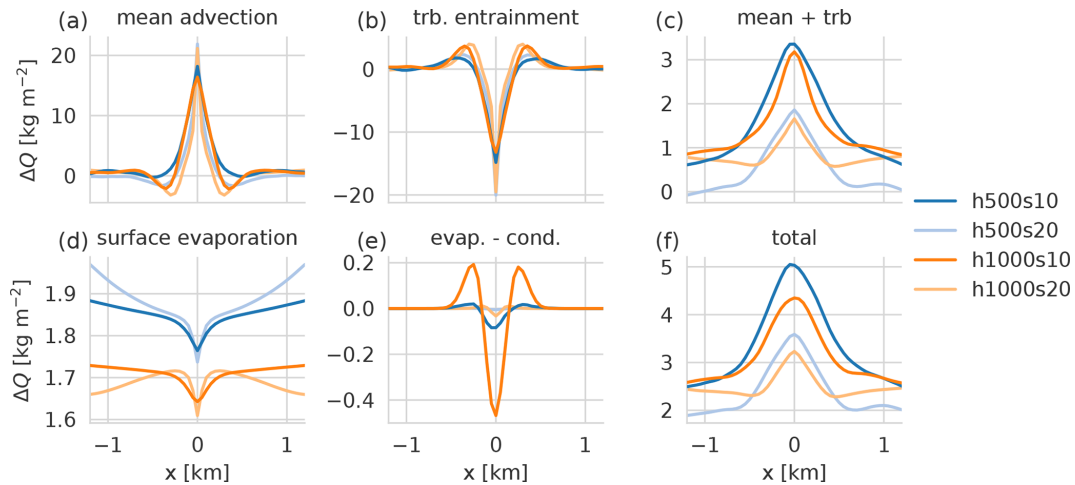 (a) mean advection
(b) trb. entrainment
(c) mean + trb
20
10
0
ΔQ [kg m⁻²]
0
−10
−20
3
2
1
0
(d) surface evaporation
(e) evap. - cond.
(f) total
1.9
1.8
1.7
1.6
ΔQ [kg m⁻²]
0.2
0.0
−0.2
−0.4
5
4
3
2
−1 0 1
−1 0 1
−1 0 1
x [km]
x [km]
x [km]
h500s10
h500s20
h1000s10
h1000s20